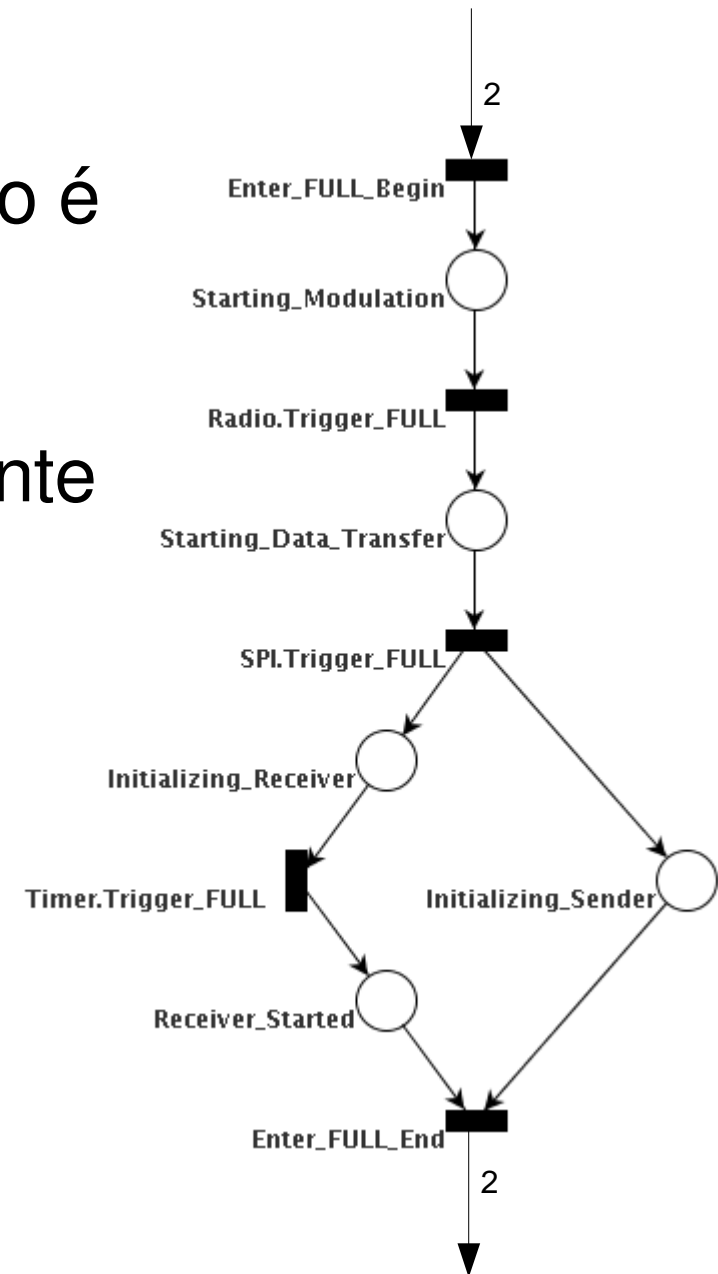 2
o é
Enter_FULL_Begin
Starting_Modulation
Radio.Trigger_FULL
nte
Starting_Data_Transfer
SPI.Trigger_FULL
Initializing_Receiver
Timer.Trigger_FULL
Initializing_Sender
Receiver_Started
Enter_FULL_End
2